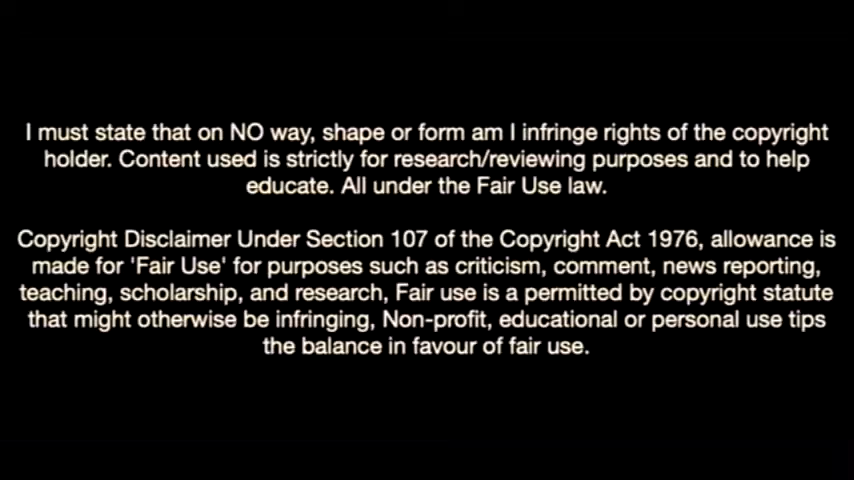 I must state that on NO way, shape or form am I infringe rights of the copyright
holder. Content used is strictly for research/reviewing purposes and to help
educate. All under the Fair Use law.
Copyright Disclaimer Under Section 107 of the Copyright Act 1976, allowance is
made for 'Fair Use' for purposes such as criticism, comment, news reporting,
teaching, scholarship, and research, Fair use is a permitted by copyright statute
that might otherwise be infringing, Non-profit, educational or personal use tips
the balance in favour of fair use.